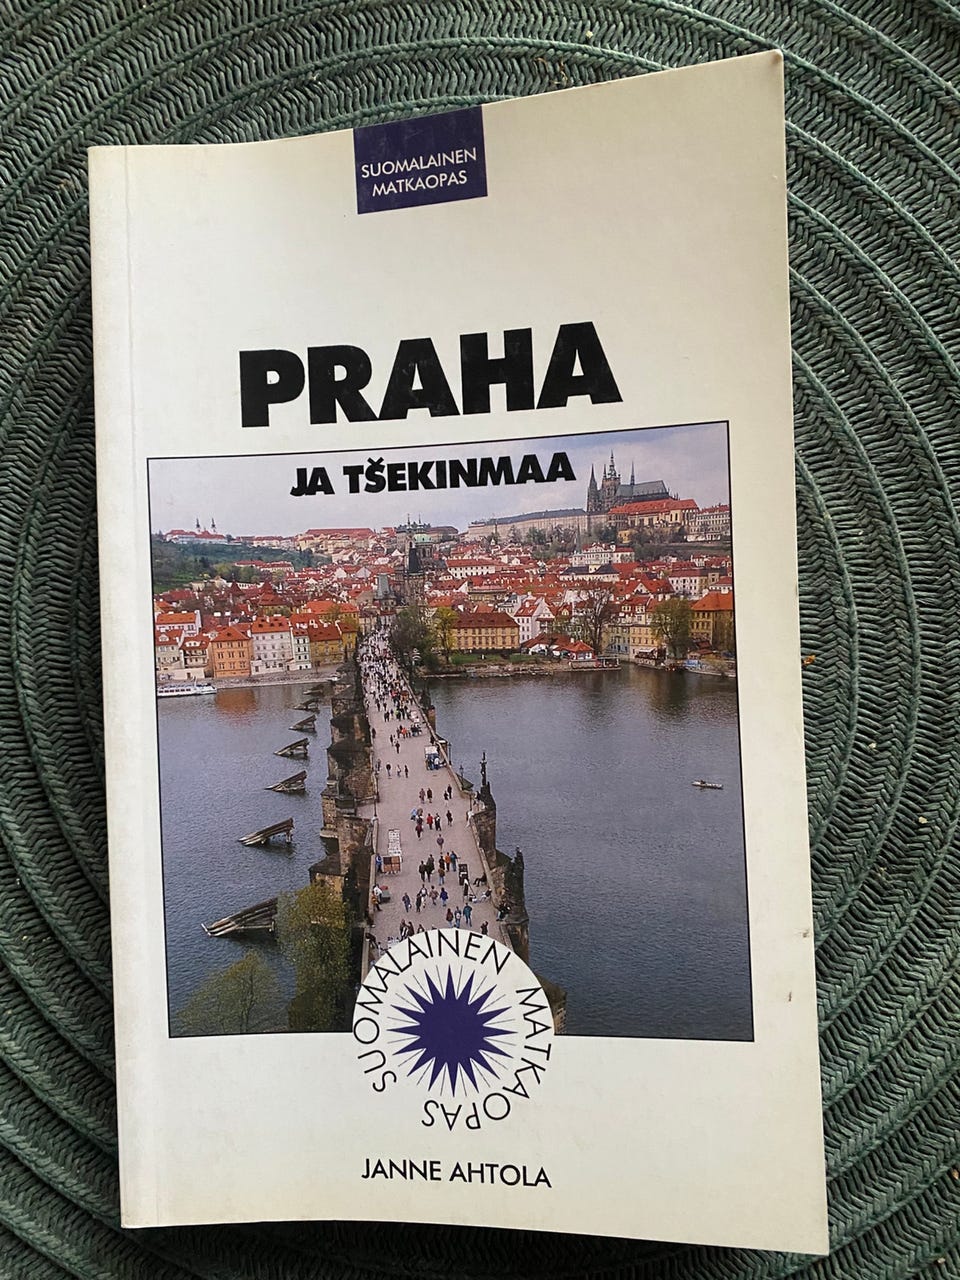 SUOMALAINEN
MATKAOPAS
PRAHA
JA TŠEKINMAA
SUOMALAINEN MATKAOPAS
JANNE AHTOLA